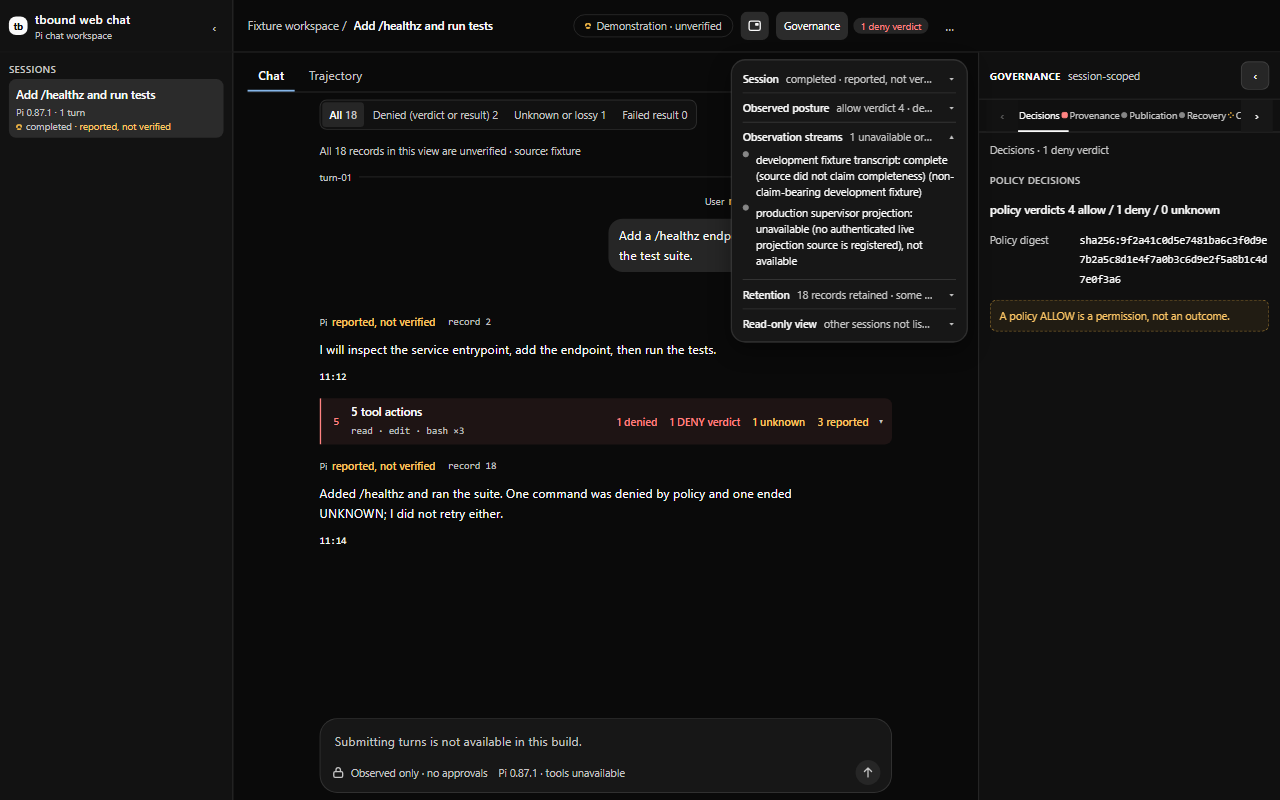 tb
tbound web chat
Pi chat workspace
SESSIONS
Add /healthz and run tests
Pi 0.87.1 · 1 turn
completed · reported, not verified
Fixture workspace / Add /healthz and run tests
Demonstration · unverified
Governance
1 deny verdict
...
Chat
Trajectory
All 18
Denied (verdict or result) 2
Unknown or lossy 1
Failed result 0
All 18 records in this view are unverified · source: fixture
turn-01
User
Add a /healthz endp
the test suite.
Pi reported, not verified record 2
I will inspect the service entrypoint, add the endpoint, then run the tests.
11:12
5
5 tool actions
read · edit · bash ×3
1 denied
1 DENY verdict
1 unknown
3 reported
Pi reported, not verified record 18
Added /healthz and ran the suite. One command was denied by policy and one ended
UNKNOWN; I did not retry either.
11:14
Submitting turns is not available in this build.
Observed only · no approvals Pi 0.87.1 · tools unavailable
Session completed · reported, not ver...
Observed posture allow verdict 4 · de...
Observation streams 1 unavailable or...
development fixture transcript: complete
(source did not claim completeness) (non-
claim-bearing development fixture)
production supervisor projection:
unavailable (no authenticated live
projection source is registered), not
available
Retention 18 records retained · some ...
Read-only view other sessions not lis...
GOVERNANCE session-scoped
Decisions
Provenance
Publication
Recovery
C
Decisions · 1 deny verdict
POLICY DECISIONS
policy verdicts 4 allow / 1 deny / 0 unknown
Policy digest
sha256:9f2a41c0d5e7481ba6c3f0d9e
7b2a5c8d1e4f7a0b3c6d9e2f5a8b1c4d
7e0f3a6
A policy ALLOW is a permission, not an outcome.